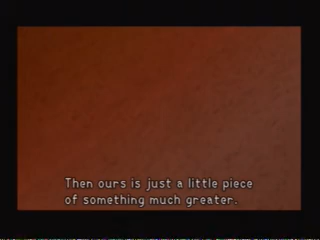 Then ours is just a little piece
of something much greater.